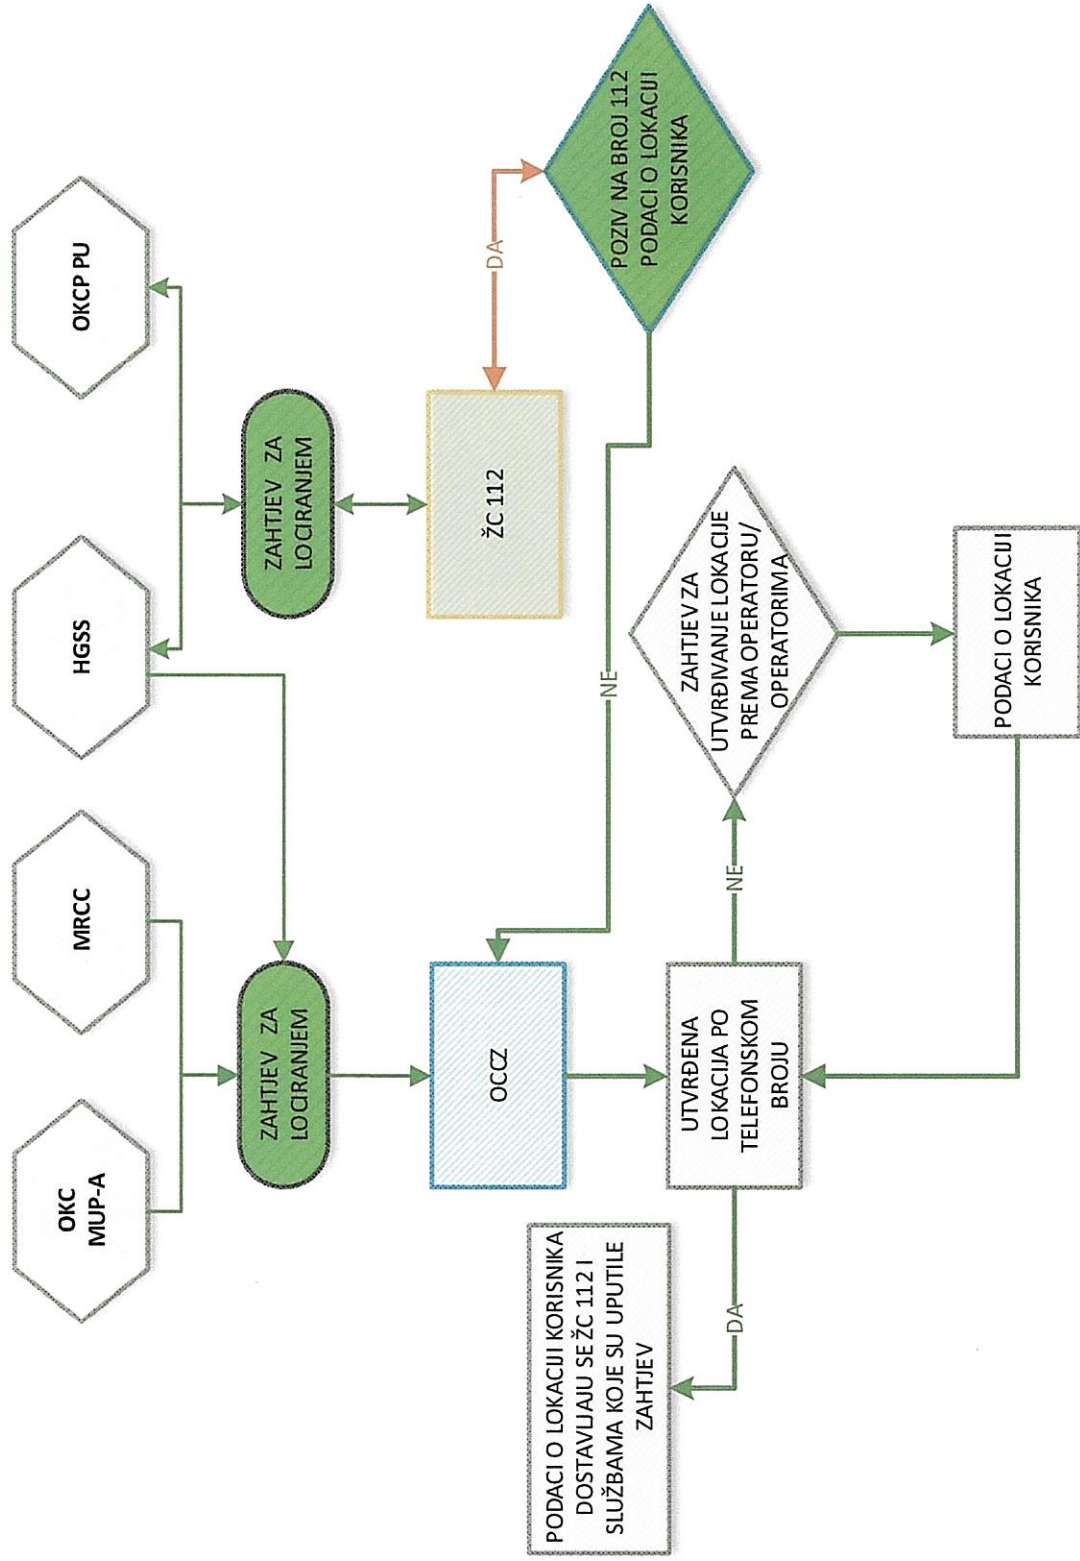 OKC
MUP-A
MRCC
HGSS
OKCP PU
ZAHTJEV ZA
LOCIRANJEM
ZAHTJEV ZA
LOCIRANJEM
OCCZ
ŽC 112
DA
POZIV NA BROJ 112
PODACI O LOKACIJI
KORISNIKA
NE
PODACI O LOKACIJI KORISNIKA
DOSTAVLJAJU SE ŽC 112 I
SLUŽBAMA KOJE SU UPUTILE
ZAHTJEV
DA
UTVRĐENA
LOKACIJA PO
TELEFONSKOM
BROJU
NE
ZAHTJEV ZA
UTVRĐIVANJE LOKACIJE
PREMA OPERATORU/
OPERATORIMA
PODACI O LOKACIJI
KORISNIKA